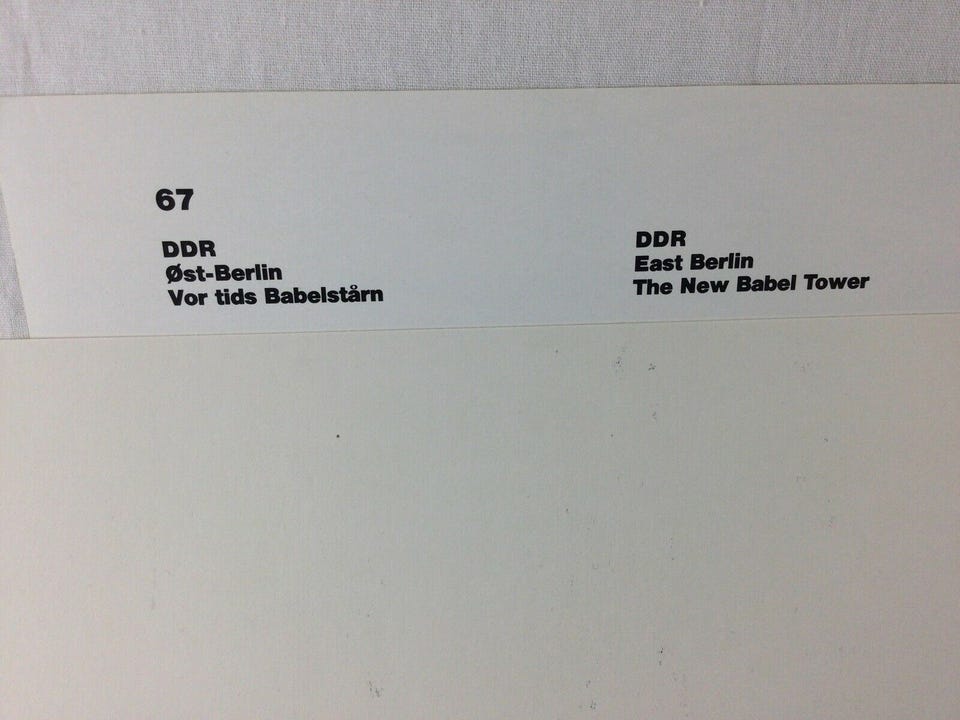 67
DDR
Øst-Berlin
Vor tids Babelstårn
DDR
East Berlin
The New Babel Tower